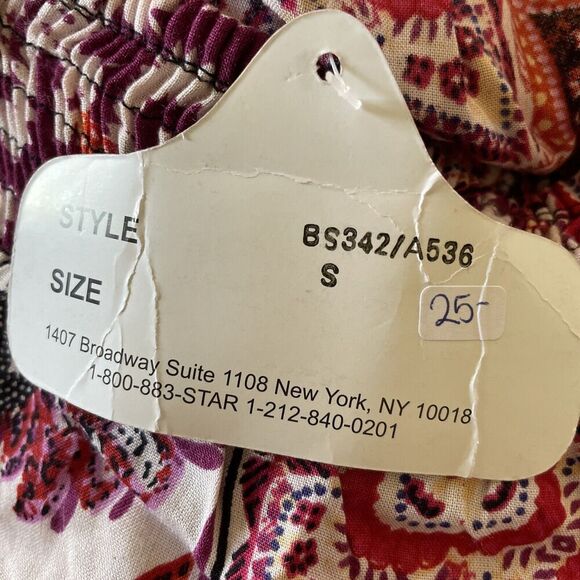 STYLE BS342/A536
SIZE S
25-
1407 Broadway Suite 1108 New York, NY 10018
1-800-883-STAR 1-212-840-0201